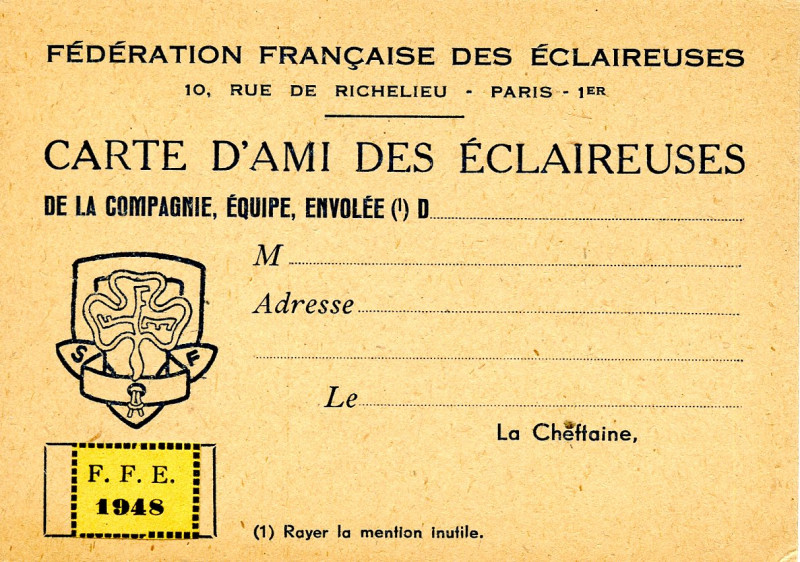 FÉDÉRATION FRANÇAISE DES ÉCLAIREUSES
10, RUE DE RICHELIEU - PARIS - 1ER
CARTE D'AMI DES ÉCLAIREUSES
DE LA COMPAGNIE, ÉQUIPE, ENVOLÉE (1) D
M
Adresse
Le
La Cheftaine,
F F E
S F
F. F. E.
1948
(1) Rayer la mention inutile.